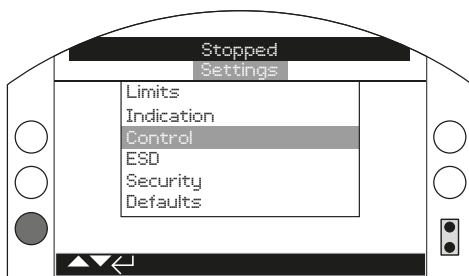 Stopped
Settings
Limits
Indication
Control
ESD
Security
Defaults